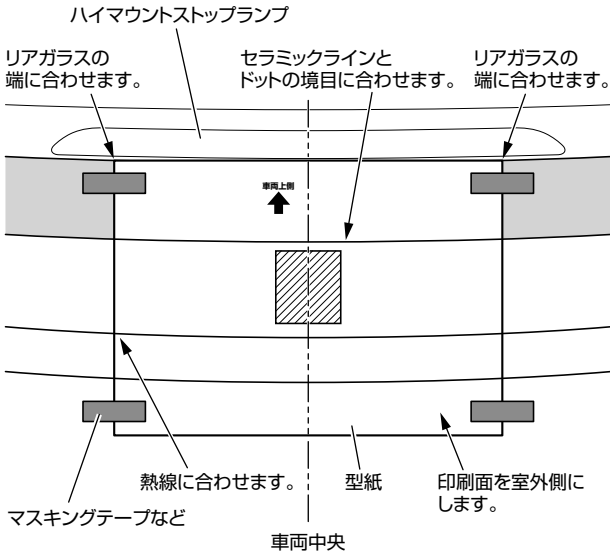 ハイマウントストップランプ
リアガラスの
端に合わせます。
セラミックラインと
ドットの境目に合わせます。
リアガラスの
端に合わせます。
車両上側
熱線に合わせます。
型紙
印刷面を室外側に
します。
マスキングテープなど
車両中央